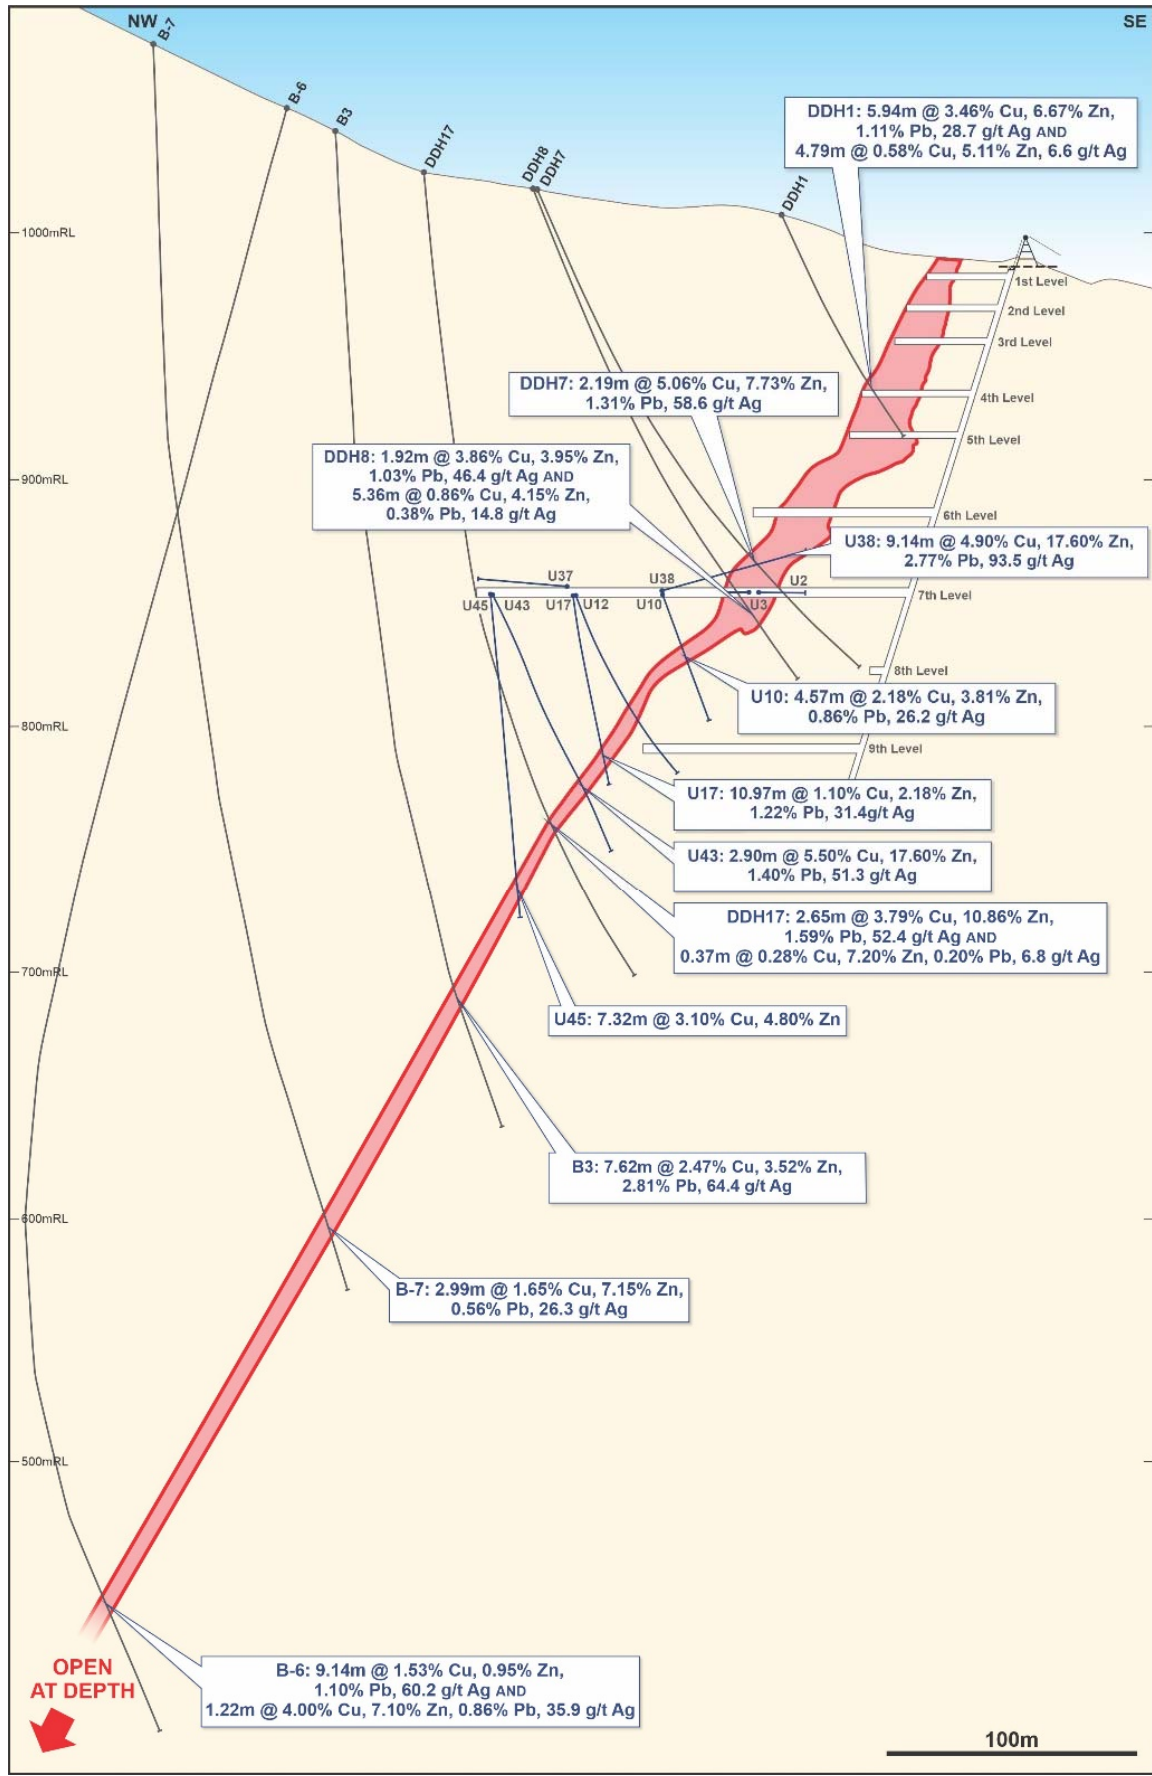 NW
SE
B-7
B-6
B3
DDH17
DDH8
DDH7
DDH1
DDH1: 5.94m @ 3.46% Cu, 6.67% Zn,
1.11% Pb, 28.7 g/t Ag AND
4.79m @ 0.58% Cu, 5.11% Zn, 6.6 g/t Ag
1000mRL
1st Level
2nd Level
3rd Level
DDH7: 2.19m @ 5.06% Cu, 7.73% Zn,
1.31% Pb, 58.6 g/t Ag
4th Level
5th Level
DDH8: 1.92m @ 3.86% Cu, 3.95% Zn,
1.03% Pb, 46.4 g/t Ag AND
5.36m @ 0.86% Cu, 4.15% Zn,
0.38% Pb, 14.8 g/t Ag
900mRL
6th Level
U38: 9.14m @ 4.90% Cu, 17.60% Zn,
2.77% Pb, 93.5 g/t Ag
U37
U38
U2
U45
U43
U17
U12
U10
U3
7th Level
8th Level
U10: 4.57m @ 2.18% Cu, 3.81% Zn,
0.86% Pb, 26.2 g/t Ag
800mRL
9th Level
U17: 10.97m @ 1.10% Cu, 2.18% Zn,
1.22% Pb, 31.4g/t Ag
U43: 2.90m @ 5.50% Cu, 17.60% Zn,
1.40% Pb, 51.3 g/t Ag
DDH17: 2.65m @ 3.79% Cu, 10.86% Zn,
1.59% Pb, 52.4 g/t Ag AND
0.37m @ 0.28% Cu, 7.20% Zn, 0.20% Pb, 6.8 g/t Ag
700mRL
U45: 7.32m @ 3.10% Cu, 4.80% Zn
B3: 7.62m @ 2.47% Cu, 3.52% Zn,
2.81% Pb, 64.4 g/t Ag
600mRL
B-7: 2.99m @ 1.65% Cu, 7.15% Zn,
0.56% Pb, 26.3 g/t Ag
500mRL
OPEN
AT DEPTH
B-6: 9.14m @ 1.53% Cu, 0.95% Zn,
1.10% Pb, 60.2 g/t Ag AND
1.22m @ 4.00% Cu, 7.10% Zn, 0.86% Pb, 35.9 g/t Ag
100m